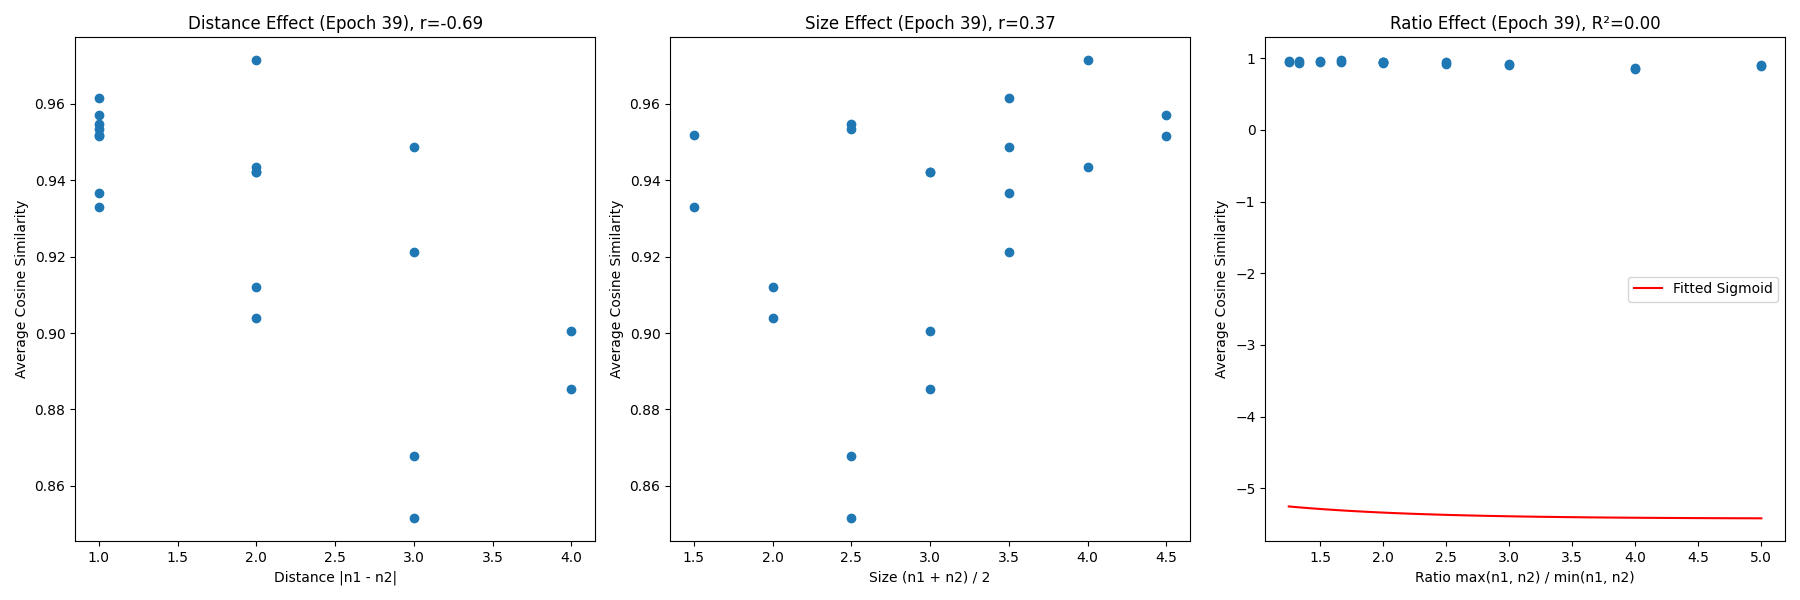 Distance Effect (Epoch 39), r=-0.69
Average Cosine Similarity
0.96
0.94
0.92
0.90
0.88
0.86
1.0 1.5 2.0 2.5 3.0 3.5 4.0
Distance |n1 - n2|
Size Effect (Epoch 39), r=0.37
Average Cosine Similarity
0.96
0.94
0.92
0.90
0.88
0.86
1.5 2.0 2.5 3.0 3.5 4.0 4.5
Size (n1 + n2) / 2
Ratio Effect (Epoch 39), R²=0.00
Average Cosine Similarity
1
0
−1
−2
−3
−4
−5
Fitted Sigmoid
1.5 2.0 2.5 3.0 3.5 4.0 4.5 5.0
Ratio max(n1, n2) / min(n1, n2)